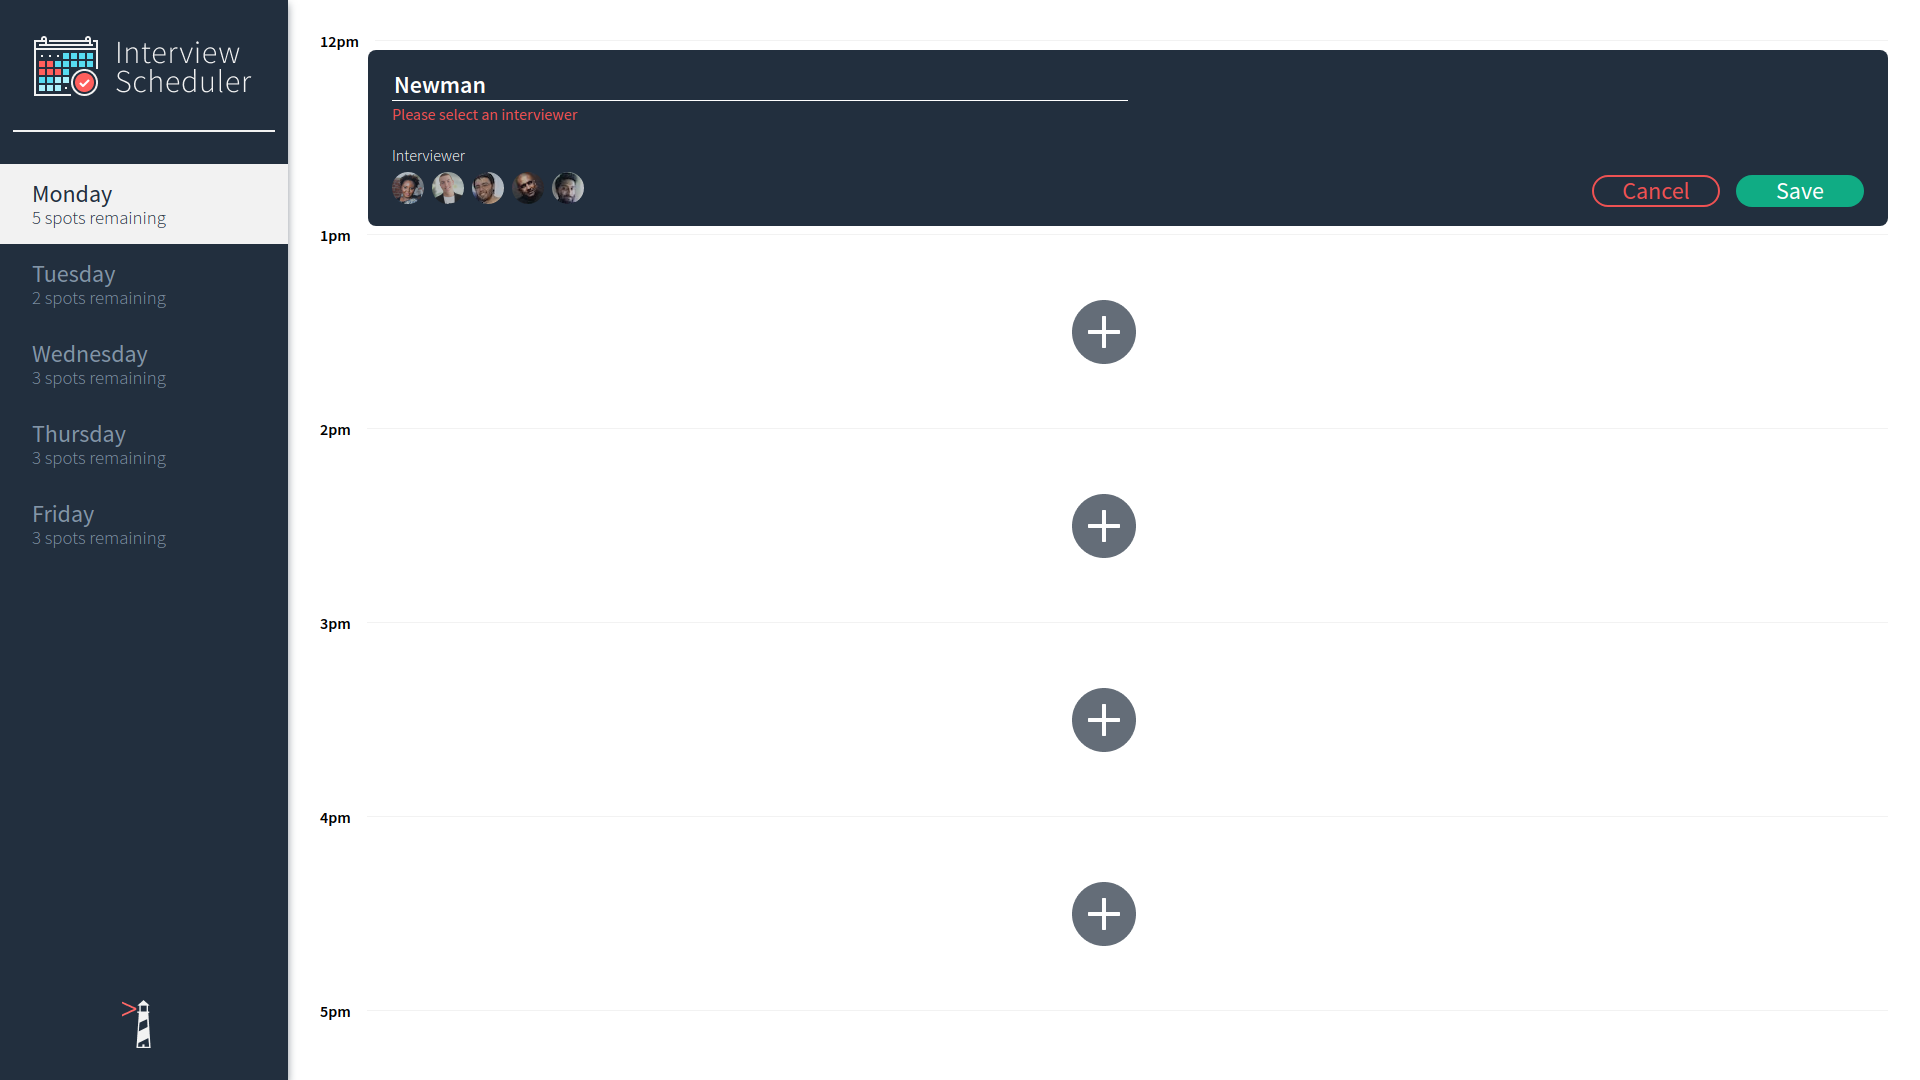 Interview
Scheduler
Monday
5 spots remaining
Tuesday
2 spots remaining
Wednesday
3 spots remaining
Thursday
3 spots remaining
Friday
3 spots remaining
12pm
Newman
Please select an interviewer
Interviewer
Cancel
Save
1pm
2pm
3pm
4pm
5pm